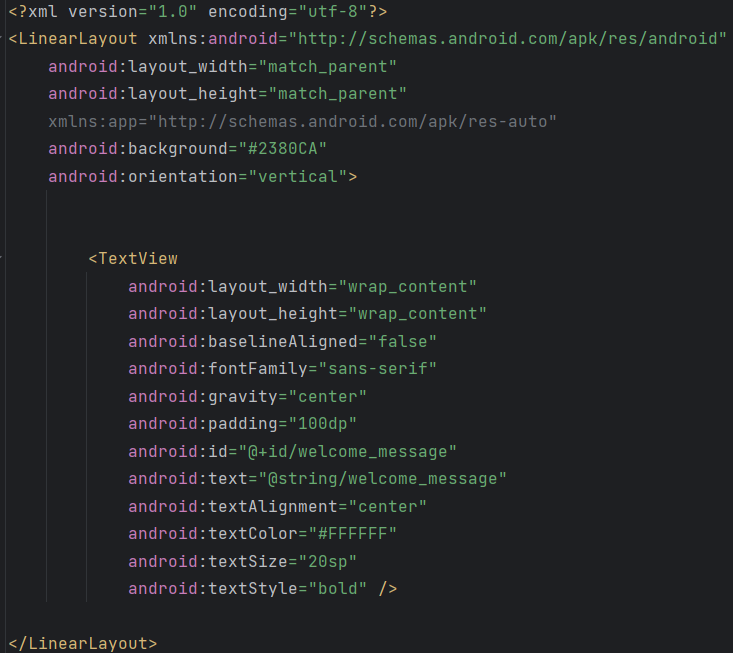 <?xml version="1.0" encoding="utf-8"?>
<LinearLayout xmlns:android="http://schemas.android.com/apk/res/android"
    android:layout_width="match_parent"
    android:layout_height="match_parent"
    xmlns:app="http://schemas.android.com/apk/res-auto"
    android:background="#2380CA"
    android:orientation="vertical">
        <TextView
            android:layout_width="wrap_content"
            android:layout_height="wrap_content"
            android:baselineAligned="false"
            android:fontFamily="sans-serif"
            android:gravity="center"
            android:padding="100dp"
            android:id="@+id/welcome_message"
            android:text="@string/welcome_message"
            android:textAlignment="center"
            android:textColor="#FFFFFF"
            android:textSize="20sp"
            android:textStyle="bold" />
</LinearLayout>